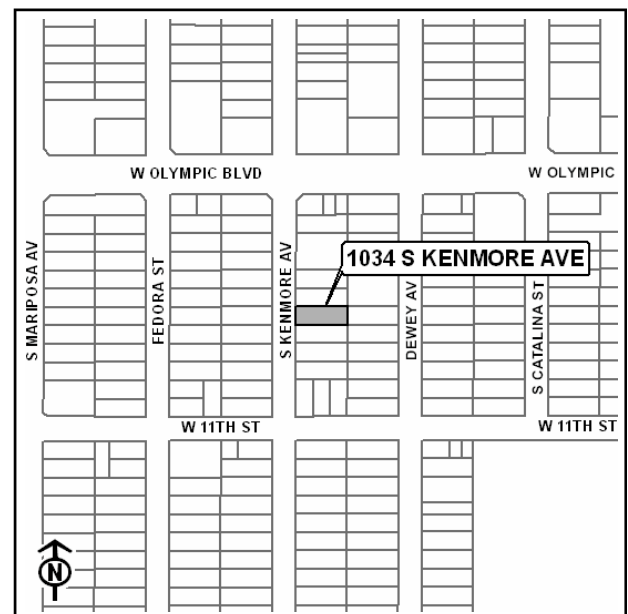 W OLYMPIC BLVD
W OLYMPIC
S MARIPOSA AV
FEDORA ST
S KENMORE AV
1034 S KENMORE AVE
DEWEY AV
S CATALINA ST
W 11TH ST
W 11TH ST
N